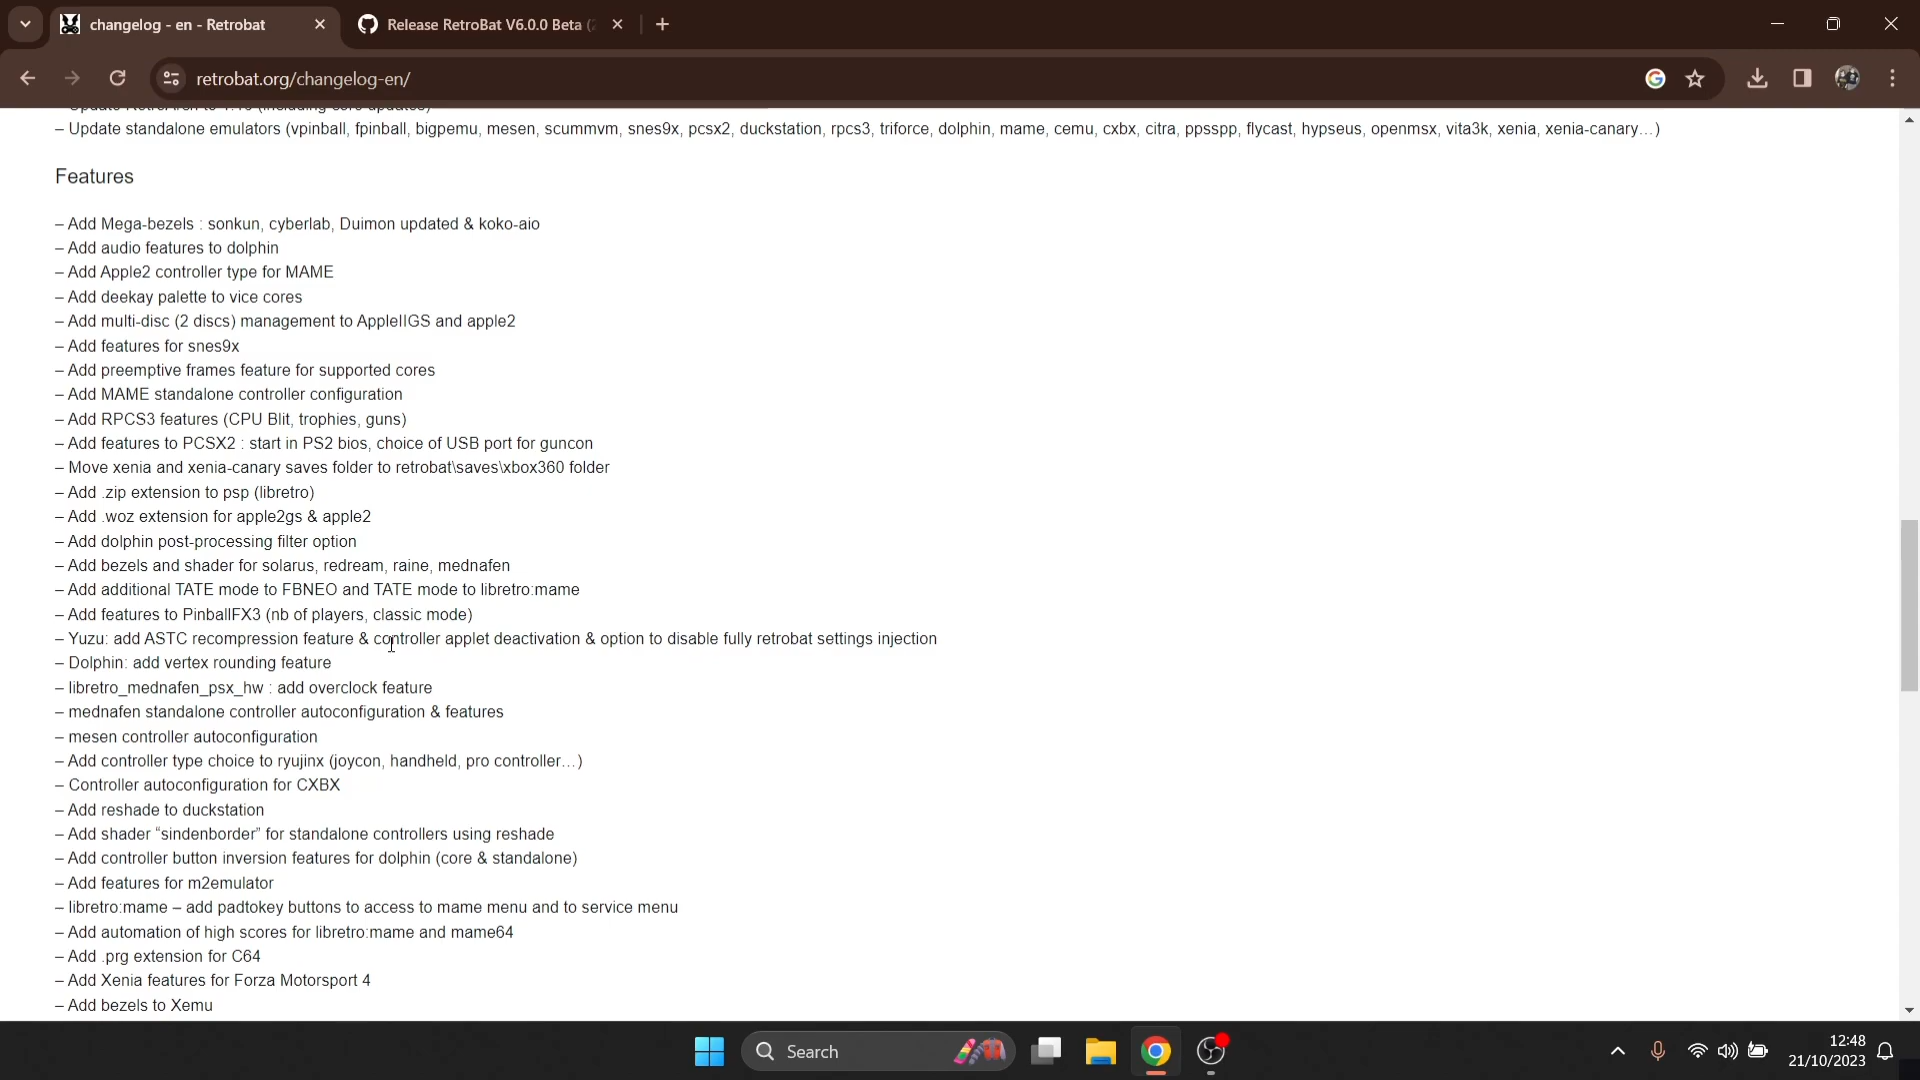 changelog - en - Retrobat
Release RetroBat V6.0.0 Beta (
retrobat.org/changelog-en/
– Update standalone emulators (vpinball, fpinball, bigpemu, mesen, scummvm, snes9x, pcsx2, duckstation, rpcs3, triforce, dolphin, mame, cemu, cxbx, citra, ppsspp, flycast, hypseus, openmsx, vita3k, xenia, xenia-canary…)
Features
– Add Mega-bezels : sonkun, cyberlab, Duimon updated & koko-aio
– Add audio features to dolphin
– Add Apple2 controller type for MAME
– Add deekay palette to vice cores
– Add multi-disc (2 discs) management to AppleIIGS and apple2
– Add features for snes9x
– Add preemptive frames feature for supported cores
– Add MAME standalone controller configuration
– Add RPCS3 features (CPU Blit, trophies, guns)
– Add features to PCSX2 : start in PS2 bios, choice of USB port for guncon
– Move xenia and xenia-canary saves folder to retrobat\saves\xbox360 folder
– Add .zip extension to psp (libretro)
– Add .woz extension for apple2gs & apple2
– Add dolphin post-processing filter option
– Add bezels and shader for solarus, redream, raine, mednafen
– Add additional TATE mode to FBNEO and TATE mode to libretro:mame
– Add features to PinballFX3 (nb of players, classic mode)
– Yuzu: add ASTC recompression feature & controller applet deactivation & option to disable fully retrobat settings injection
– Dolphin: add vertex rounding feature
– libretro_mednafen_psx_hw : add overclock feature
– mednafen standalone controller autoconfiguration & features
– mesen controller autoconfiguration
– Add controller type choice to ryujinx (joycon, handheld, pro controller…)
– Controller autoconfiguration for CXBX
– Add reshade to duckstation
– Add shader “sindenborder” for standalone controllers using reshade
– Add controller button inversion features for dolphin (core & standalone)
– Add features for m2emulator
– libretro:mame – add padtokey buttons to access to mame menu and to service menu
– Add automation of high scores for libretro:mame and mame64
– Add .prg extension for C64
– Add Xenia features for Forza Motorsport 4
– Add bezels to Xemu
Search
12:48
21/10/2023